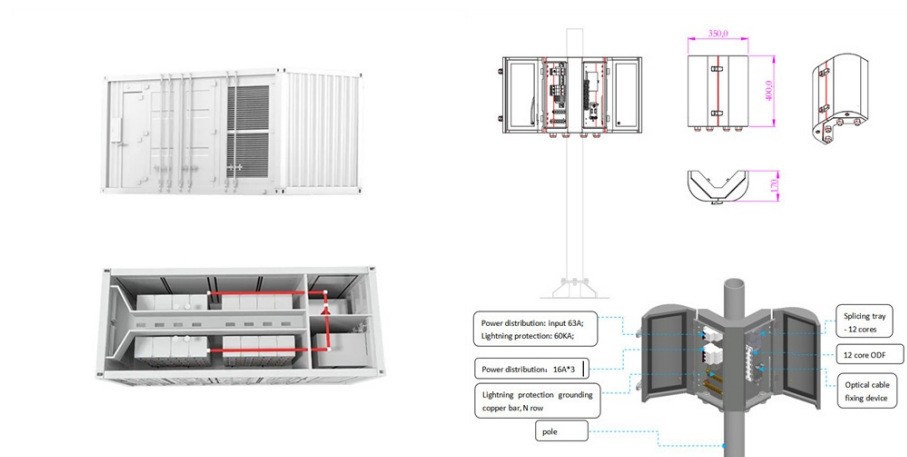 350,0
400,0
170
Power distribution: input 63A;
Lightning protection: 60KA;
Power distribution: 16A*3
Lightning protection grounding
copper bar, N row
pole
Splicing tray
- 12 cores
12 core ODF
Optical cable
fixing device